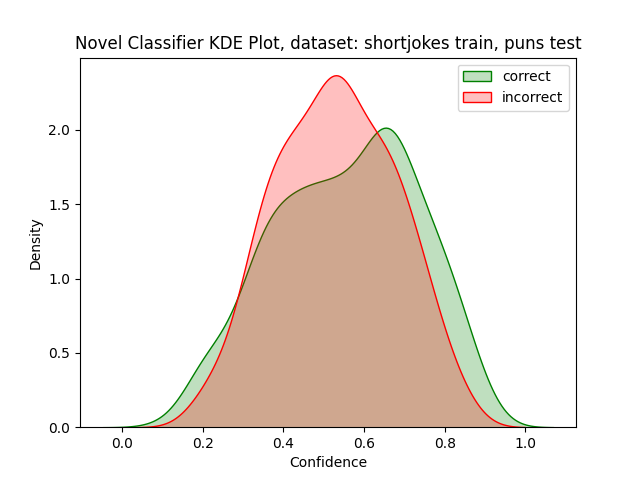 Novel Classifier KDE Plot, dataset: shortjokes train, puns test
correct
incorrect
Density
2.0
1.5
1.0
0.5
0.0
0.0 0.2 0.4 0.6 0.8 1.0
Confidence